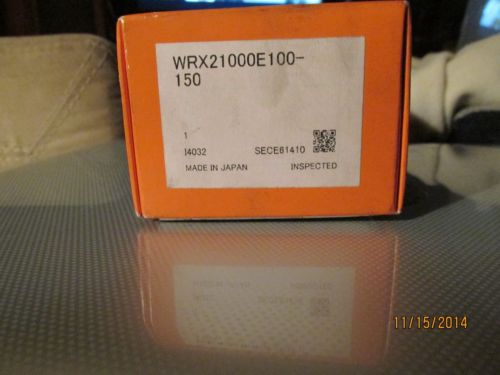 WRX21000E100-
150
1
I4032 SECE61410
MADE IN JAPAN INSPECTED
11/15/2014